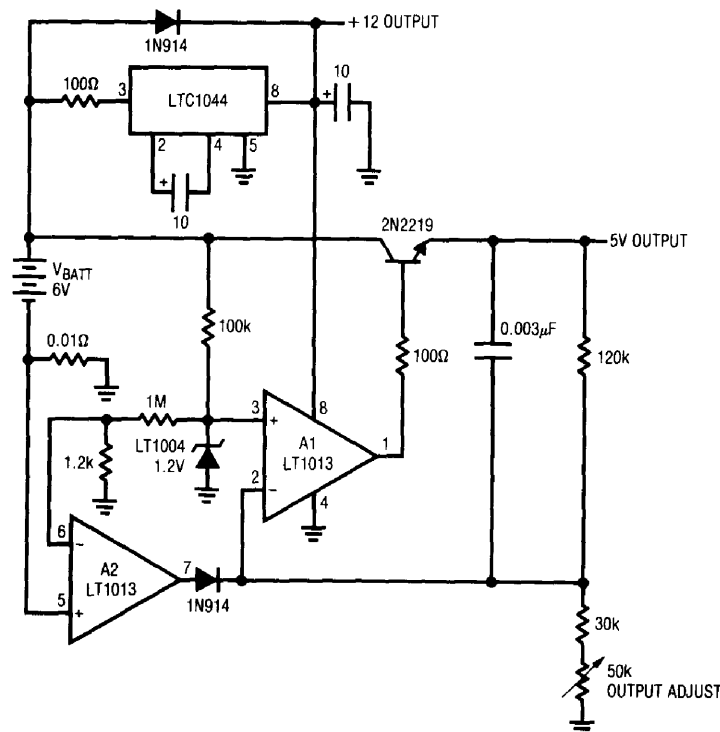 +12 OUTPUT
1N914
100Ω
3
LTC1044
8
+
10
2
4
5
+
10
2N2219
5V OUTPUT
VBATT
6V
0.01Ω
100k
100Ω
0.003µF
120k
1M
3
+
8
A1
LT1013
1
LT1004
1.2V
2
−
4
1.2k
6
−
A2
LT1013
7
1N914
5
+
30k
50k
OUTPUT ADJUST